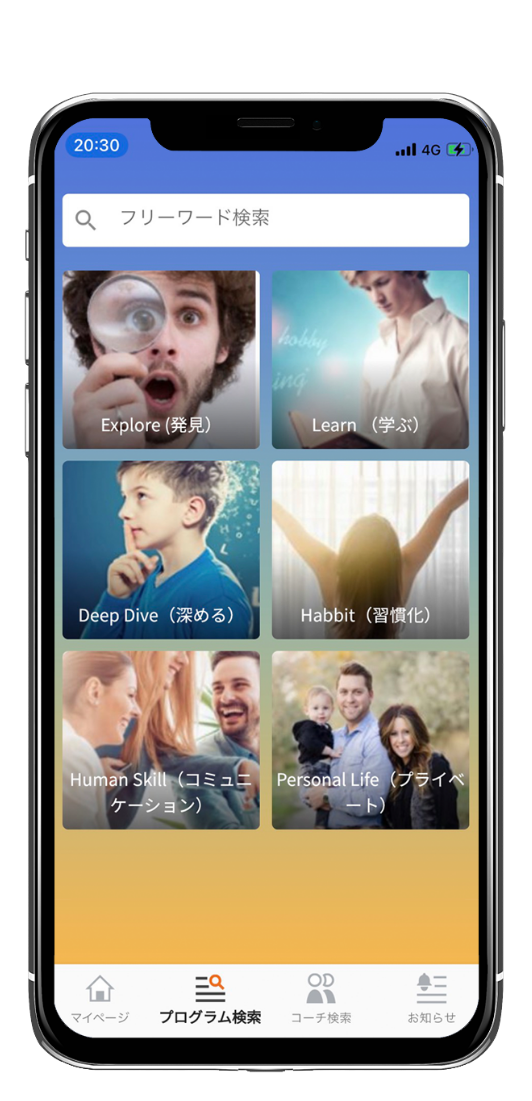 20:30
4G
フリーワード検索
hobby
ing
Explore (発見）
Learn （学ぶ）
Deep Dive（深める）
Habbit（習慣化）
Human Skill（コミュニ
ケーション）
Personal Life（プライベ
ート）
マイページ
プログラム検索
コーチ検索
お知らせ